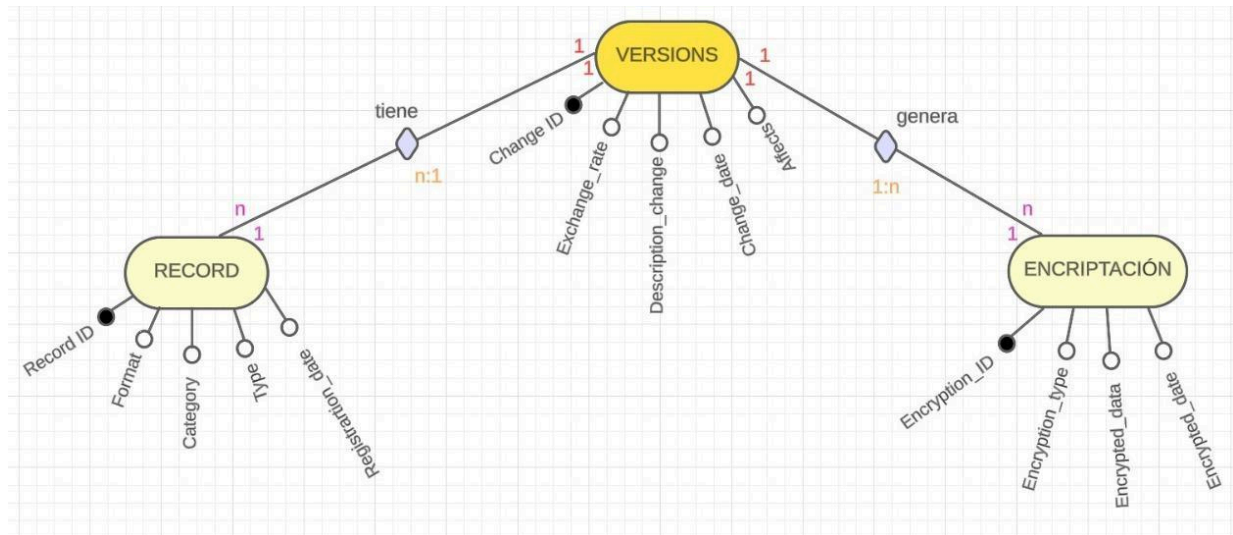 VERSIONS
1
1
1
1
tiene
n:1
genera
1:n
Change ID
Exchange_rate
Description_change
Change_date
Affects
n
1
RECORD
Record ID
Format
Category
Type
Registrarition_date
n
1
ENCRIPTACIÓN
Encryption_ID
Encryption_type
Encrypted_data
Encrypted_date